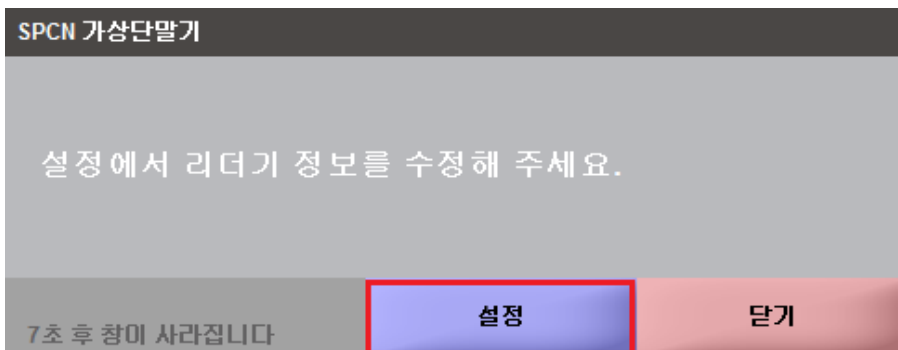 SPCN 가상단말기
설정에서 리더기 정보를 수정해 주세요.
7초 후 창이 사라집니다
설정
닫기